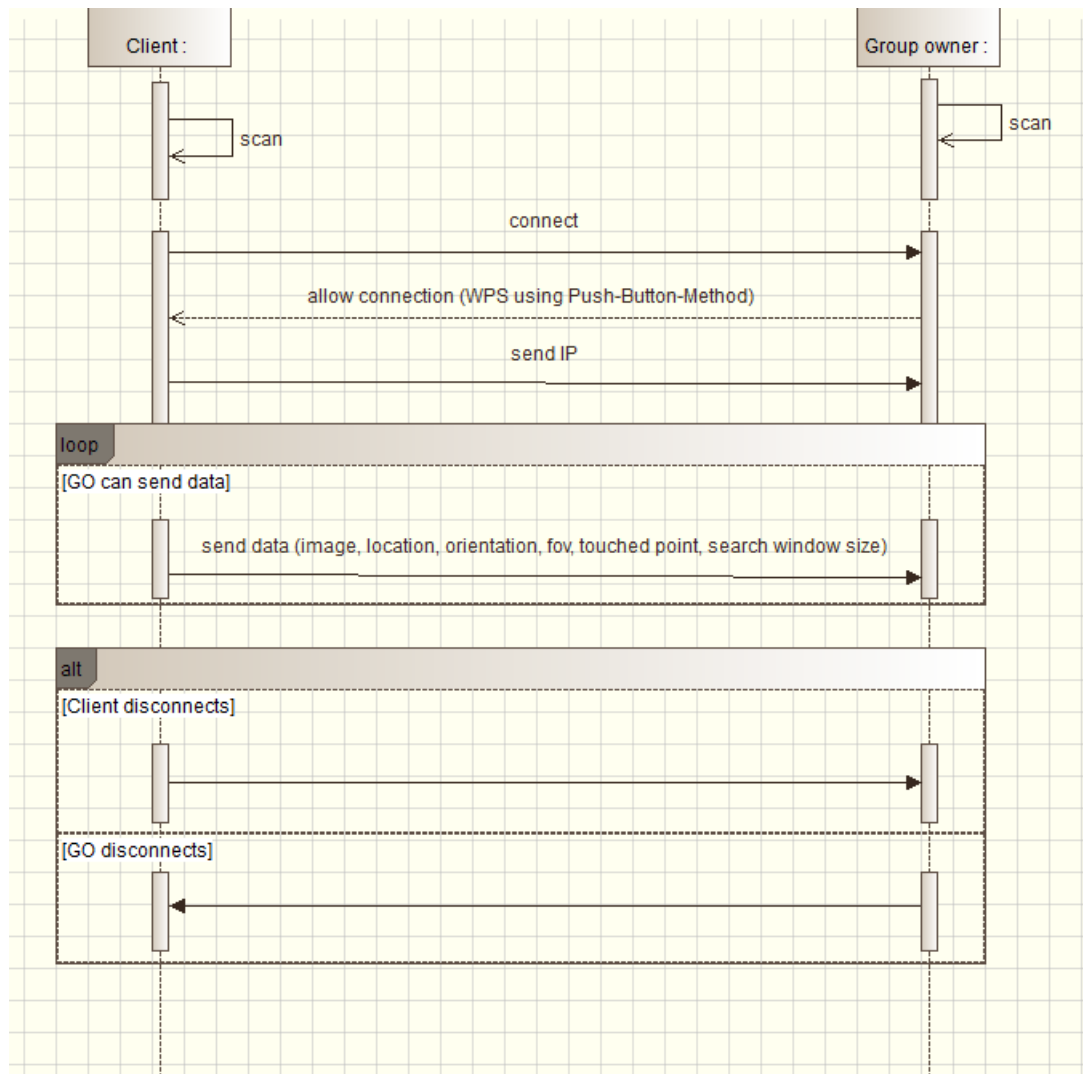 Client :
Group owner :
scan
scan
connect
allow connection (WPS using Push-Button-Method)
send IP
loop
[GO can send data]
send data (image, location, orientation, fov, touched point, search window size)
alt
[Client disconnects]
[GO disconnects]